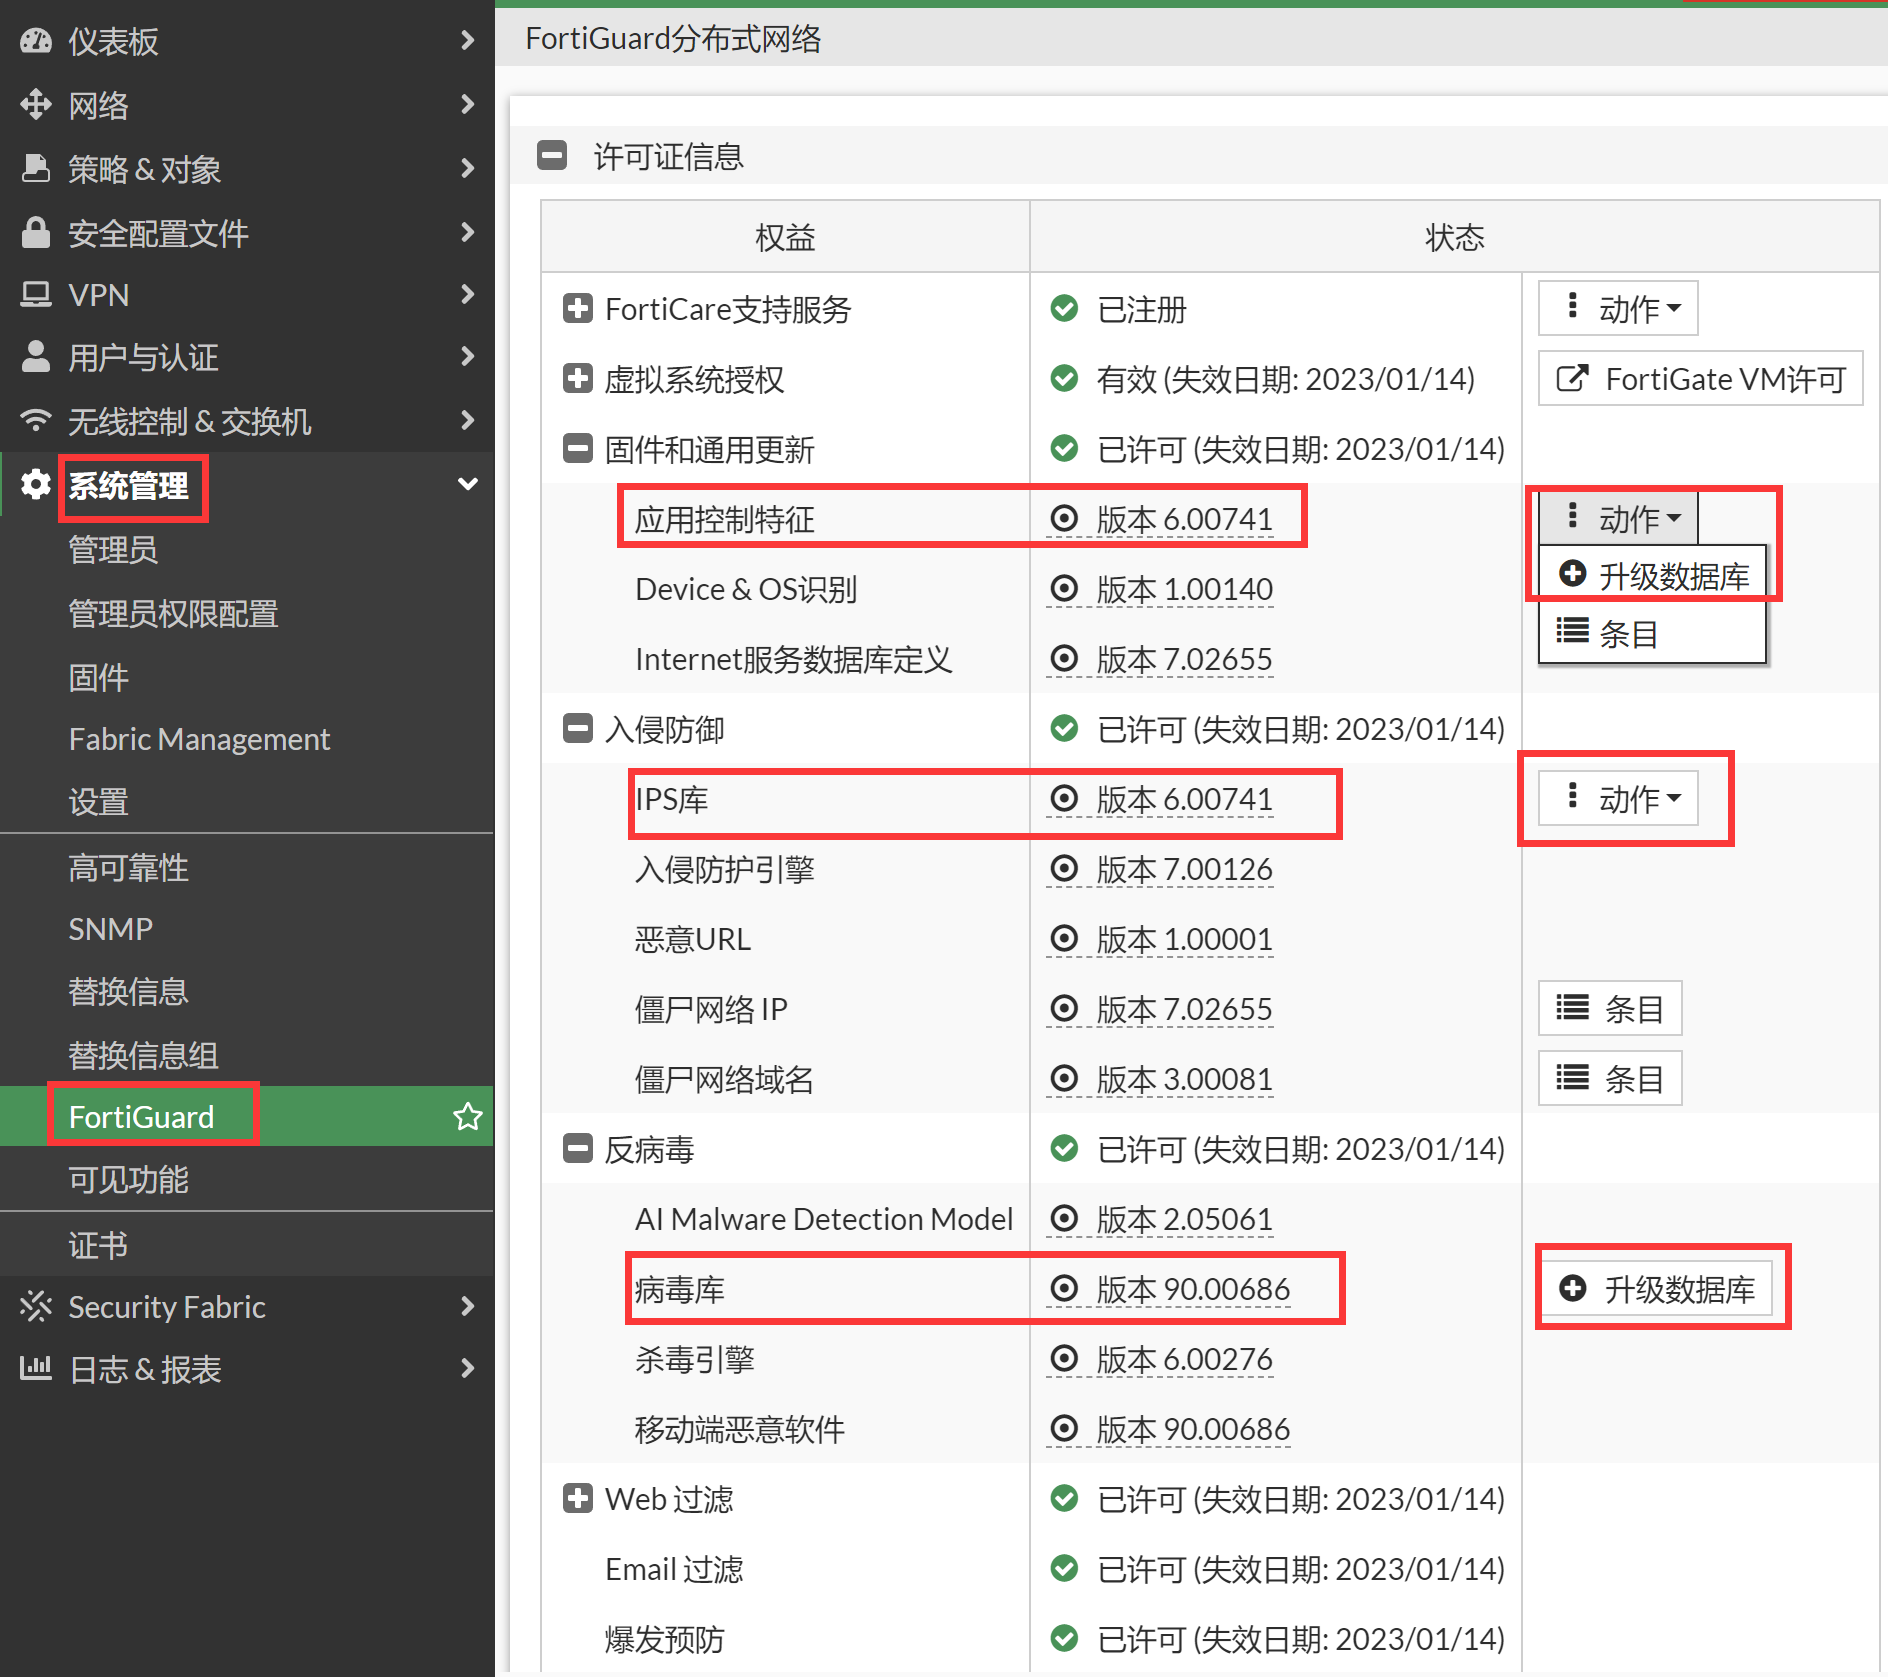 仪表板
网络
策略 & 对象
安全配置文件
VPN
用户与认证
无线控制 & 交换机
系统管理
管理员
管理员权限配置
固件
Fabric Management
设置
高可靠性
SNMP
替换信息
替换信息组
FortiGuard
可见功能
证书
Security Fabric
日志 & 报表
FortiGuard分布式网络
许可证信息
权益 状态
FortiCare支持服务 已注册 动作
虚拟系统授权 有效 (失效日期: 2023/01/14) FortiGate VM许可
固件和通用更新 已许可 (失效日期: 2023/01/14)
应用控制特征 版本 6.00741 动作
升级数据库
条目
Device & OS识别 版本 1.00140
Internet服务数据库定义 版本 7.02655
入侵防御 已许可 (失效日期: 2023/01/14)
IPS库 版本 6.00741 动作
入侵防护引擎 版本 7.00126
恶意URL 版本 1.00001
僵尸网络 IP 版本 7.02655 条目
僵尸网络域名 版本 3.00081 条目
反病毒 已许可 (失效日期: 2023/01/14)
AI Malware Detection Model 版本 2.05061
病毒库 版本 90.00686 升级数据库
杀毒引擎 版本 6.00276
移动端恶意软件 版本 90.00686
Web 过滤 已许可 (失效日期: 2023/01/14)
Email 过滤 已许可 (失效日期: 2023/01/14)
爆发预防 已许可 (失效日期: 2023/01/14)